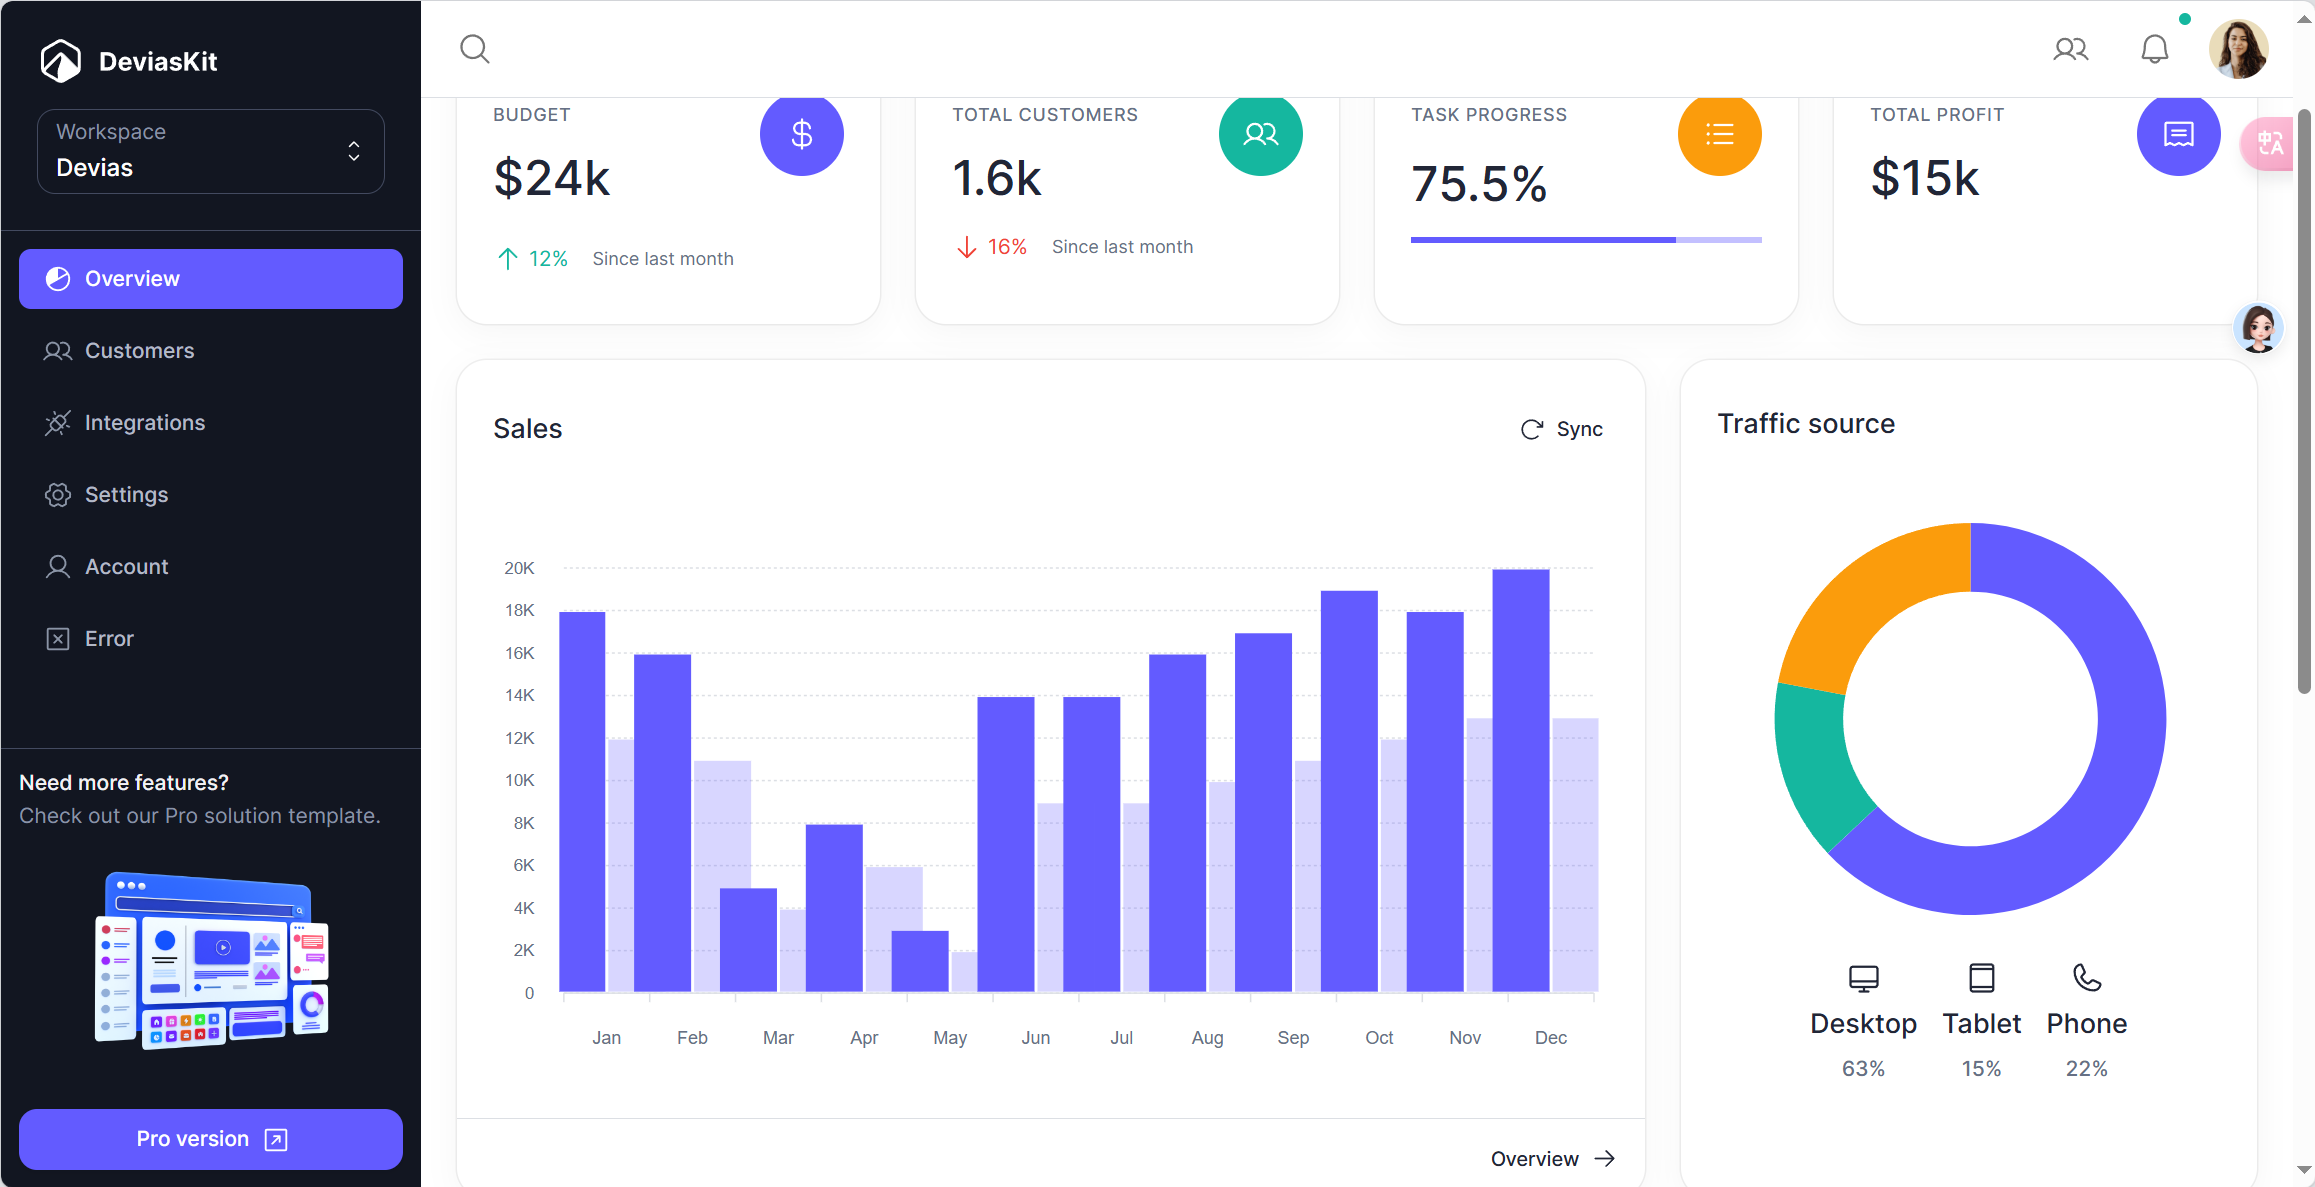 DeviasKit
Workspace
Devias
Overview
Customers
Integrations
Settings
Account
Error
Need more features?
Check out our Pro solution template.
Pro version
BUDGET
$24k
12% Since last month
TOTAL CUSTOMERS
1.6k
16% Since last month
TASK PROGRESS
75.5%
TOTAL PROFIT
$15k
中A
Sales
Sync
20K
18K
16K
14K
12K
10K
8K
6K
4K
2K
0
Jan Feb Mar Apr May Jun Jul Aug Sep Oct Nov Dec
Overview
Traffic source
Desktop Tablet Phone
63% 15% 22%